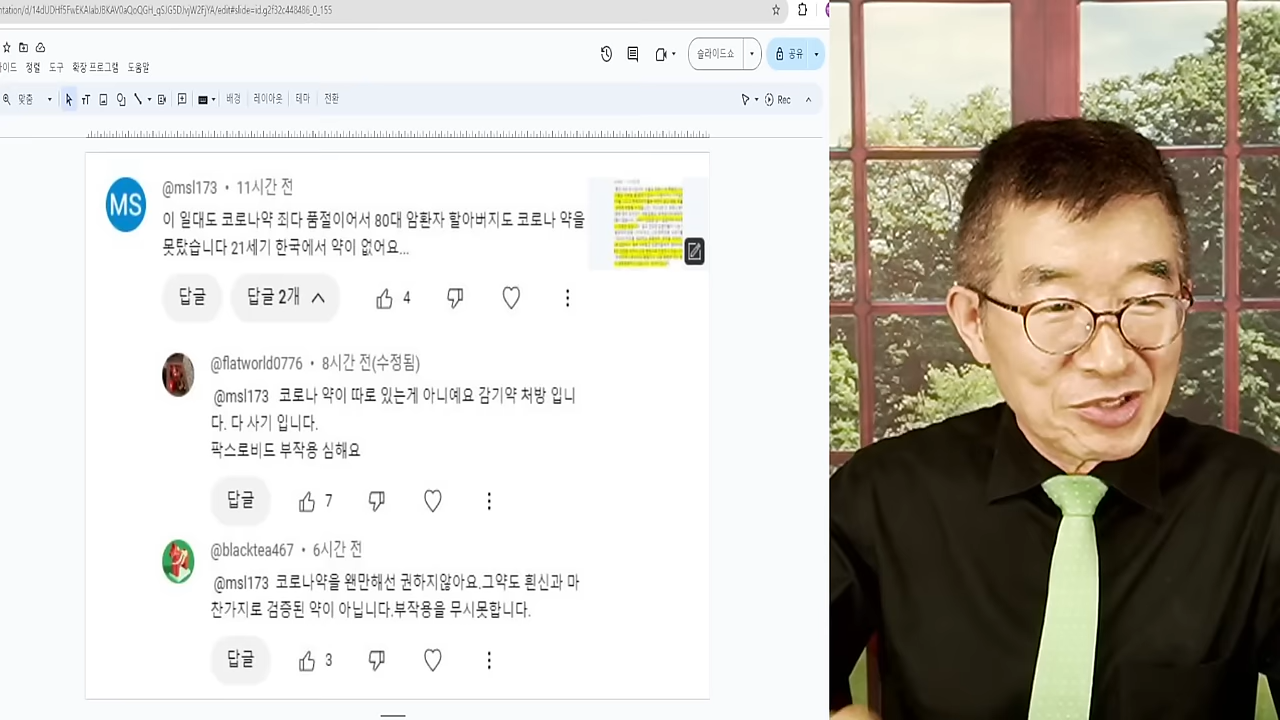 ntation/d/14dUDHf5FwEKAIabJBKAV0aQoQGH_qSJG5DJvjW2FjYA/edit#slide=id.g2f32c448486_0_155
라이드 정렬 도구 확장 프로그램 도움말
슬라이드쇼
공유
맞춤
배경 레이아웃 테마 전환
Rec
MS
@msl173 • 11시간 전
이 일대도 코로나약 죄다 품절이어서 80대 암환자 할아버지도 코로나 약을
못탔습니다 21세기 한국에서 약이 없어요...
답글 답글 2개 4
@flatworld0776 • 8시간 전(수정됨)
@msl173 코로나 약이 따로 있는게 아니예요 감기약 처방 입니
다. 다 사기 입니다.
팍스로비드 부작용 심해요
답글 7
@blacktea467 • 6시간 전
@msl173 코로나약을 왠만해선 권하지않아요.그약도 흰신과 마
찬가지로 검증된 약이 아닙니다.부작용을 무시못합니다.
답글 3